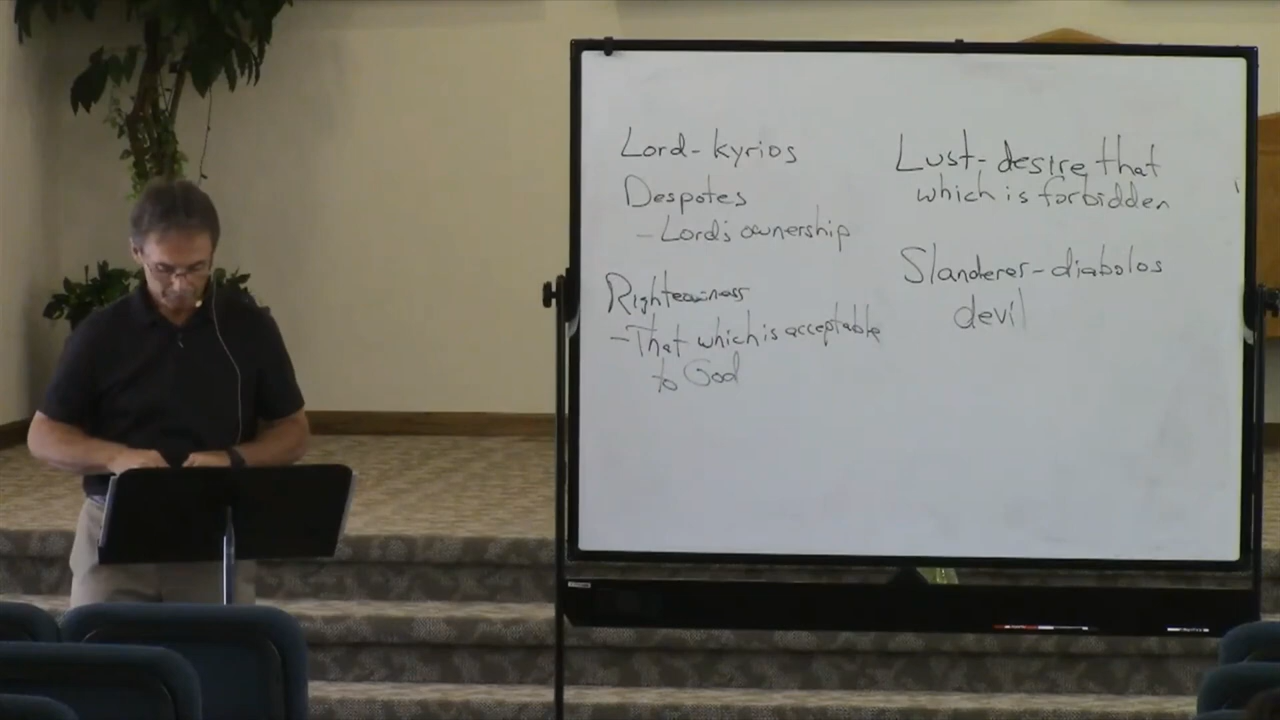 Lord - kyrios
Despotes
- Lord's ownership
Righteousness
- That which is acceptable
to God
Lust - desire that
which is forbidden
Slanderer - diabolos
devil